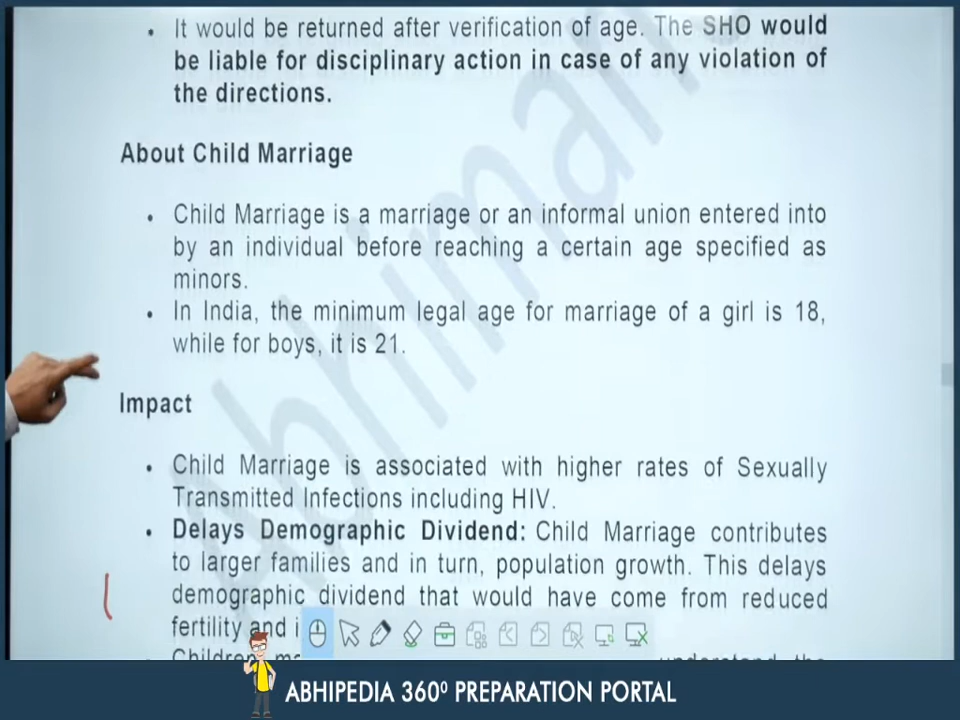 • It would be returned after verification of age. The SHO would
be liable for disciplinary action in case of any violation of
the directions.
About Child Marriage
• Child Marriage is a marriage or an informal union entered into
by an individual before reaching a certain age specified as
minors.
• In India, the minimum legal age for marriage of a girl is 18,
while for boys, it is 21.
Impact
• Child Marriage is associated with higher rates of Sexually
Transmitted Infections including HIV.
• Delays Demographic Dividend: Child Marriage contributes
to larger families and in turn, population growth. This delays
demographic dividend that would have come from reduced
fertility and
understand the
ABHIPEDIA 360⁰ PREPARATION PORTAL